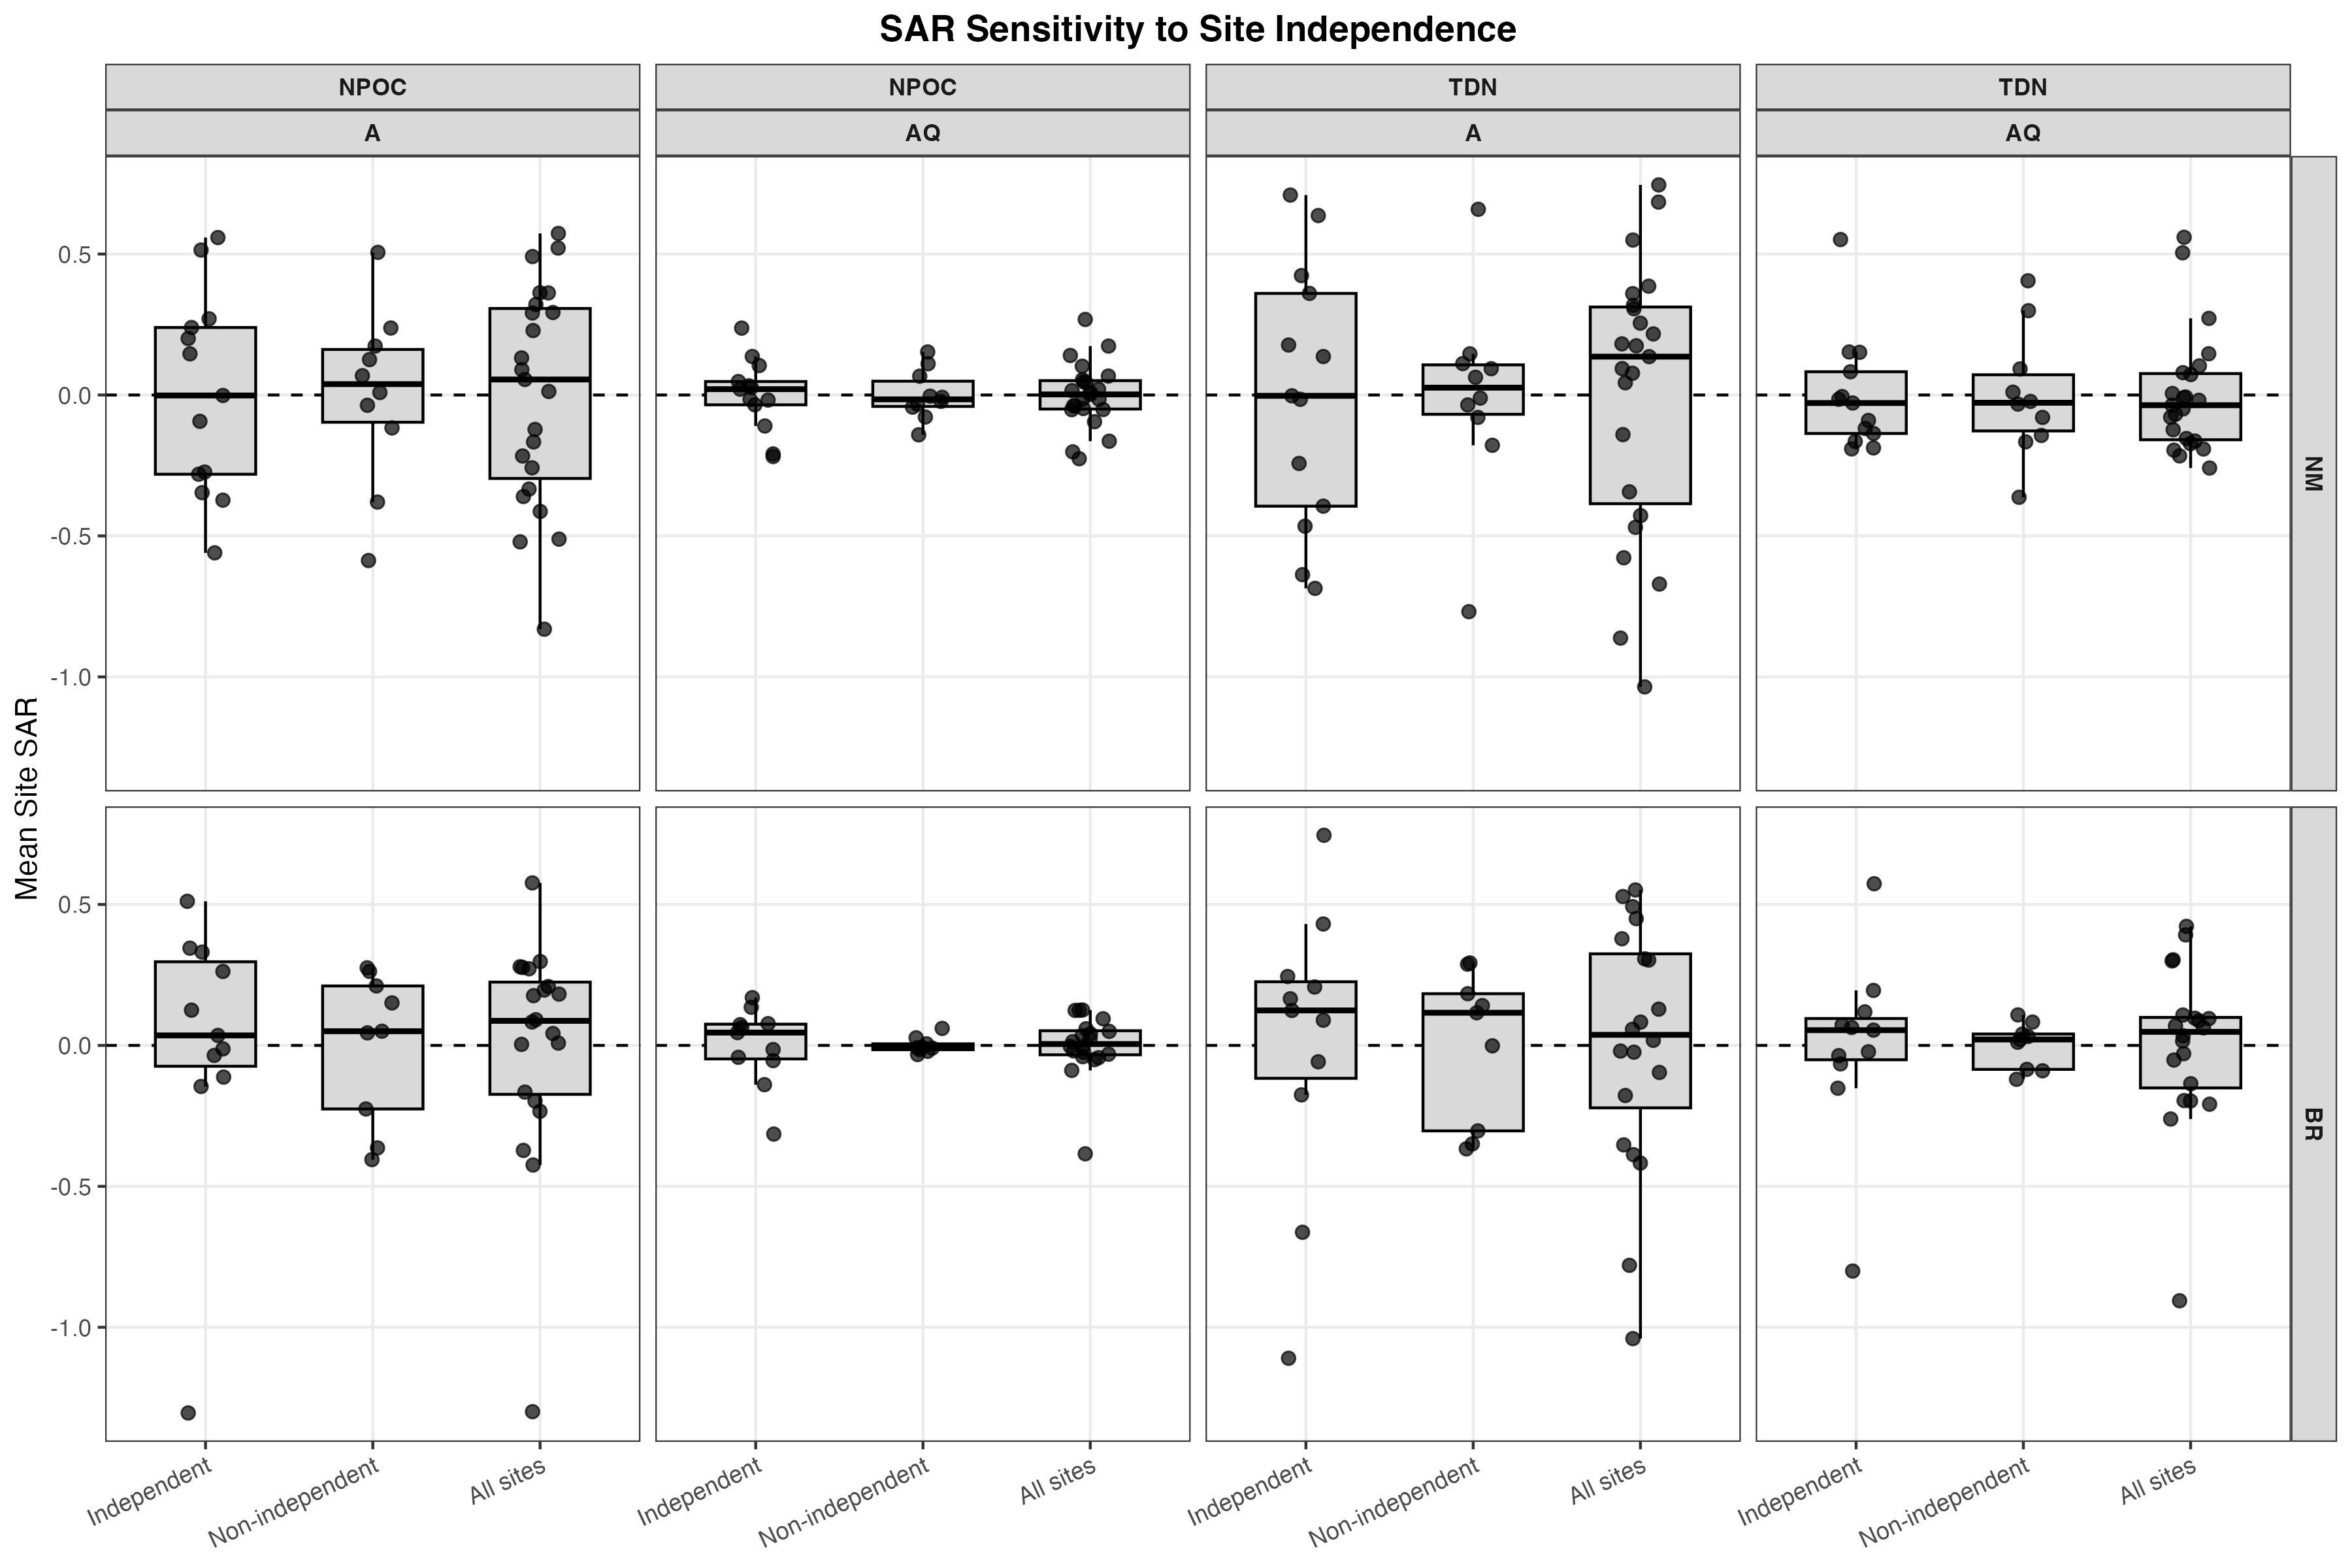 SAR Sensitivity to Site Independence
NPOC
NPOC
TDN
TDN
A
AQ
A
AQ
Mean Site SAR
0.5
0.0
-0.5
-1.0
NM
0.5
0.0
-0.5
-1.0
BR
Independent
Non-independent
All sites
Independent
Non-independent
All sites
Independent
Non-independent
All sites
Independent
Non-independent
All sites